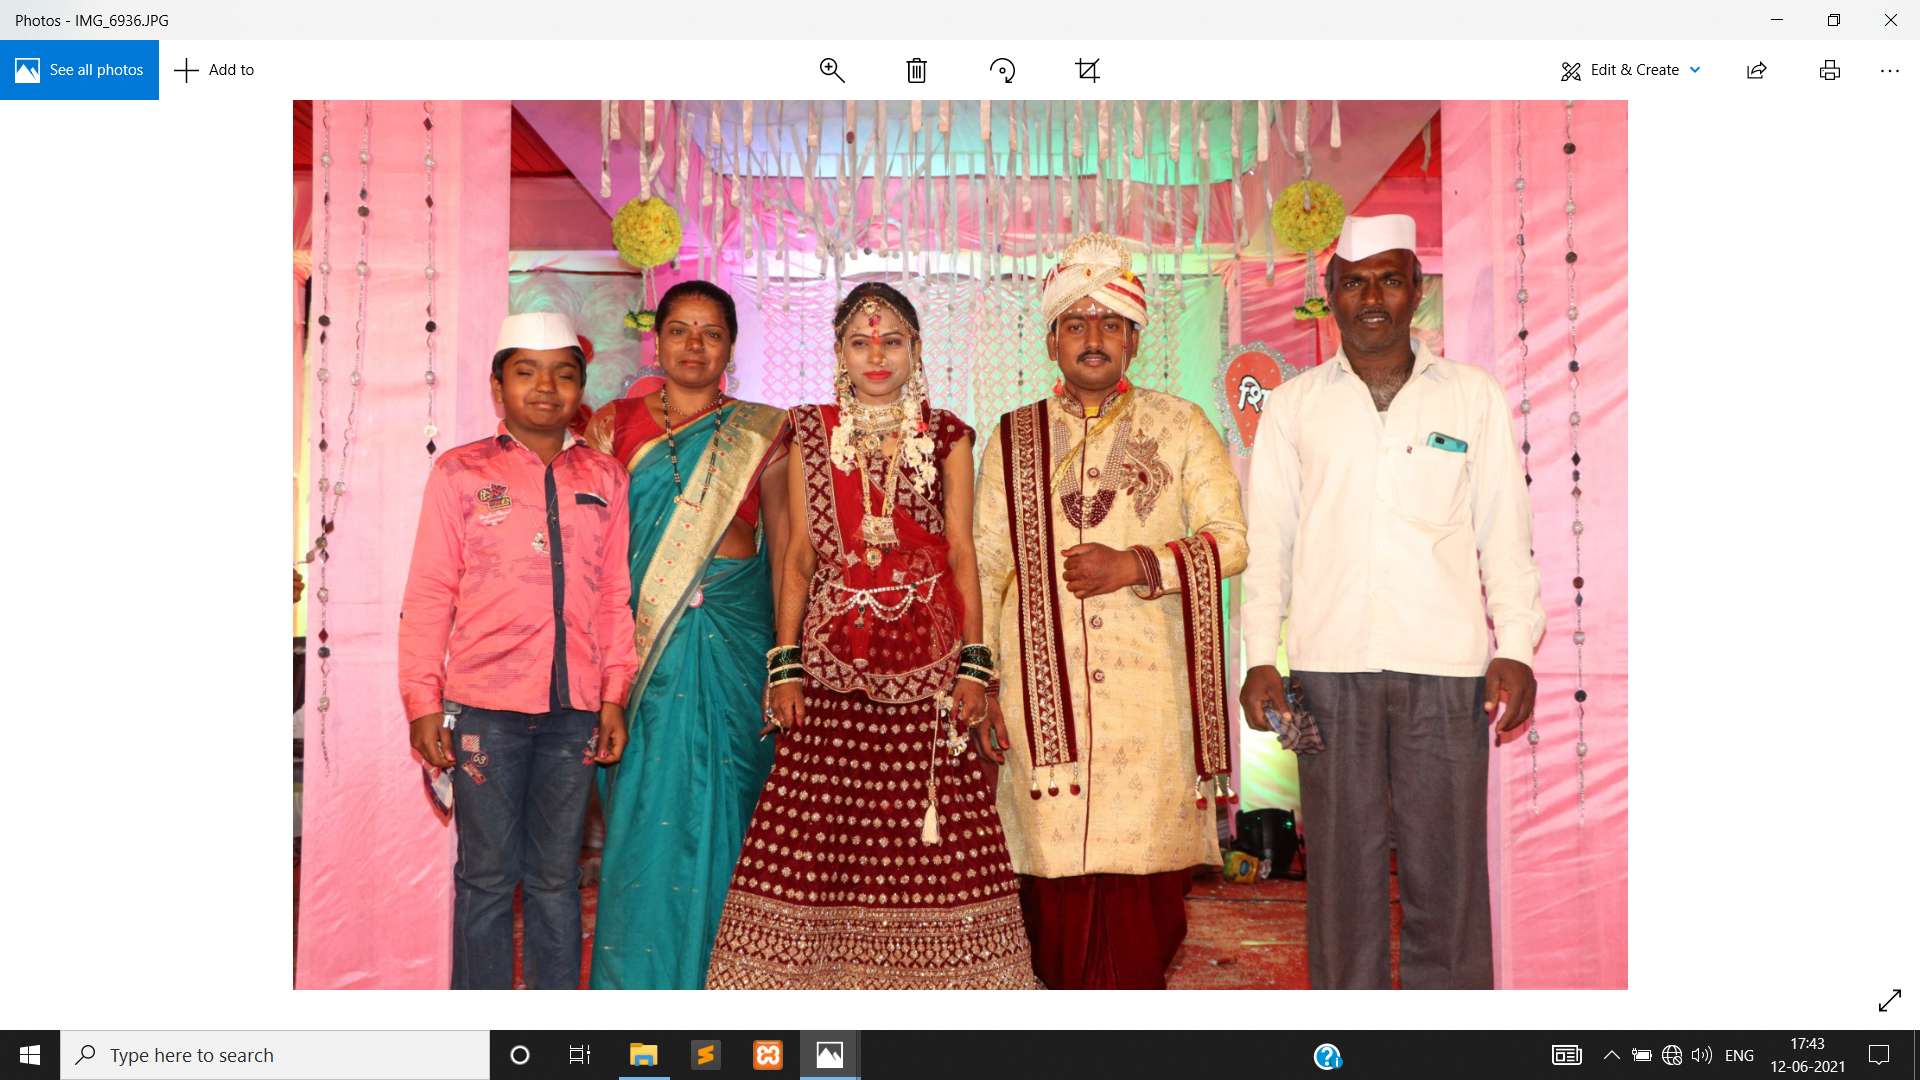 Photos - IMG_6936.JPG
See all photos
Add to
Edit & Create
63
Type here to search
ENG
17:43
12-06-2021